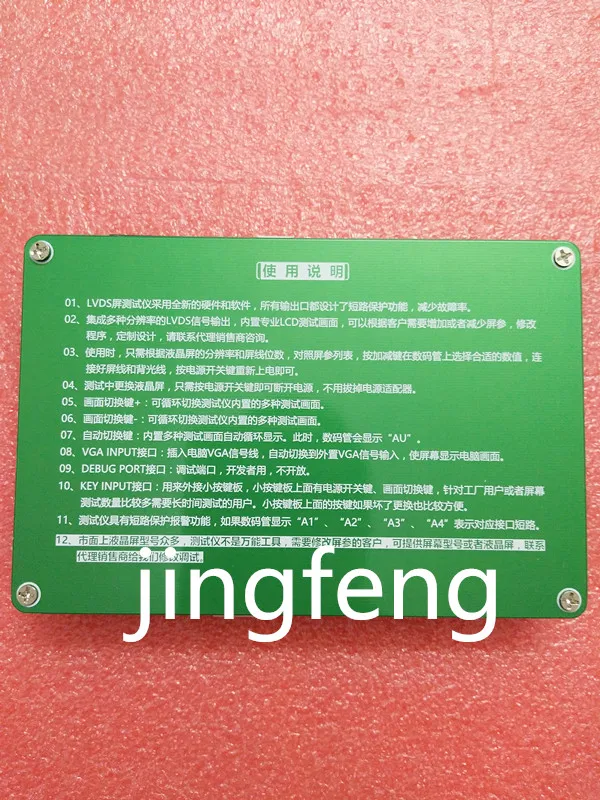 使用说明
01、LVDS屏测试仪采用全新的硬件和软件，所有输出口都设计了短路保护功能，减少故障率。
02、集成多种分辨率的LVDS信号输出，内置专业LCD测试画面，可以根据客户需要增加或者减少屏参，修改
程序，定制设计，请联系代理销售商咨询。
03、使用时，只需根据液晶屏的分辨率和屏线位数，对照屏参列表，按加减键在数码管上选择合适的数值，连
接好屏线和背光线，按电源开关键重新上电即可。
04、测试中更换液晶屏，只需按电源开关键即可断开电源，不用拔掉电源适配器。
05、画面切换键+：可循环切换测试仪内置的多种测试画面。
06、画面切换键-：可循环切换测试仪内置的多种测试画面。
07、自动切换键：内置多种测试画面自动循环显示。此时，数码管会显示“AU”。
08、VGA INPUT接口：插入电脑VGA信号线，自动切换到外置VGA信号输入，使屏幕显示电脑画面。
09、DEBUG PORT接口：调试端口，开发者用，不开放。
10、KEY INPUT接口：用来外接小按键板，小按键板上面有电源开关键、画面切换键，针对工厂用户或者屏幕
测试数量比较多需要长时间测试的用户。小按键板上面的按键如果坏了更换也比较方便。
11、测试仪具有短路保护报警功能，如果数码管显示“A1”、“A2”、“A3”、“A4”表示对应接口短路。
12、市面上液晶屏型号众多，测试仪不是万能工具，需要修改屏参的客户，可提供屏幕型号或者液晶屏，联系
代理销售商给我们修改调试。
jingfeng